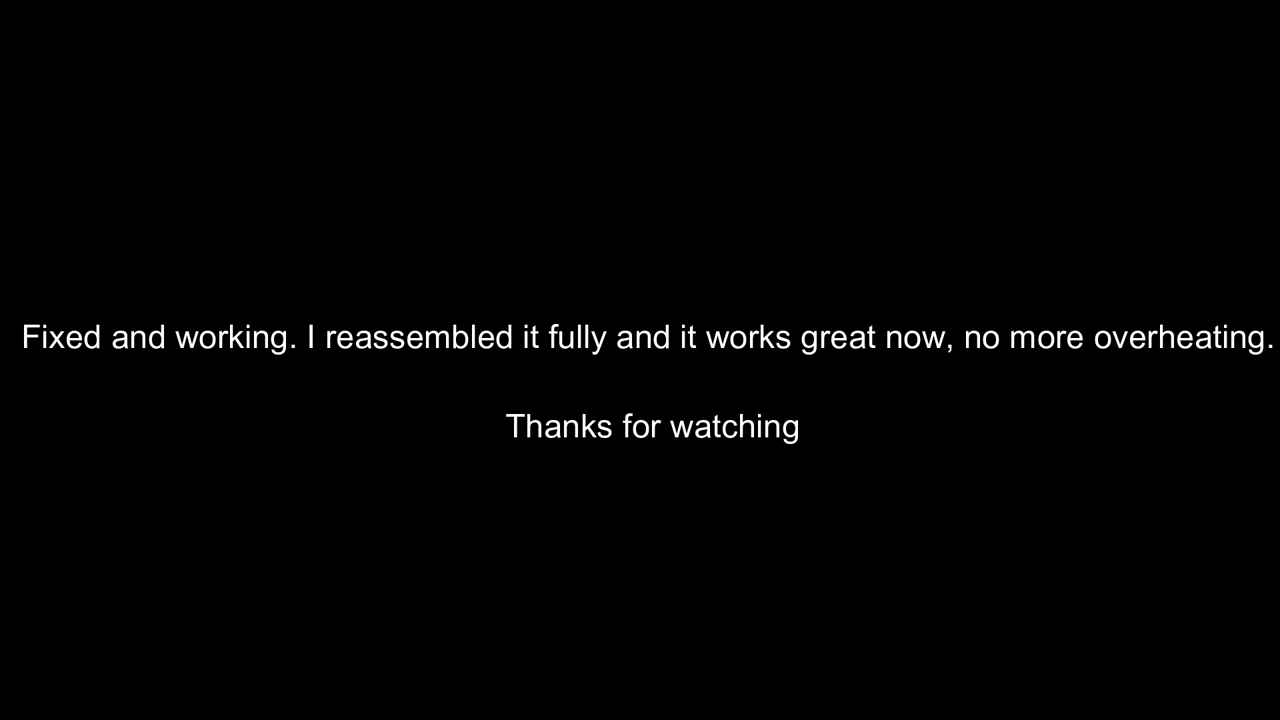 Fixed and working. I reassembled it fully and it works great now, no more overheating.
Thanks for watching